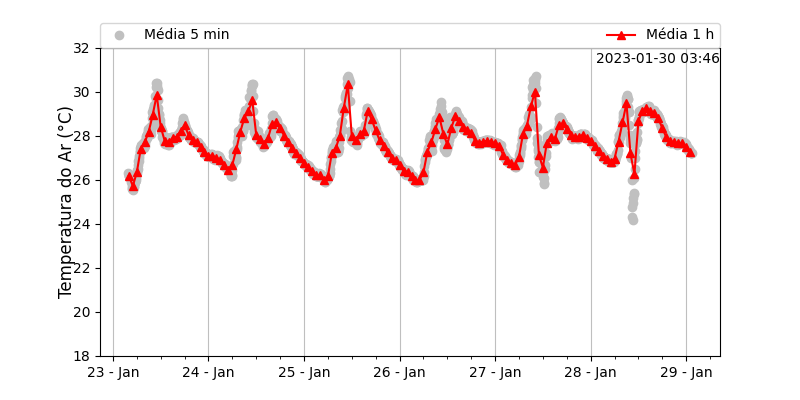 Média 5 min
Média 1 h
2023-01-30 03:46
Temperatura do Ar (°C)
32
30
28
26
24
22
20
18
23 - Jan
24 - Jan
25 - Jan
26 - Jan
27 - Jan
28 - Jan
29 - Jan